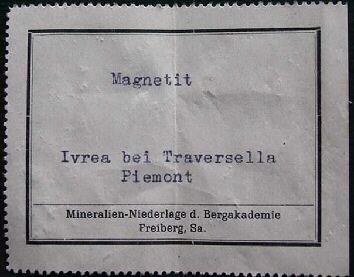 Magnetit
Ivrea bei Traversella
Piemont
Mineralien-Niederlage d. Bergakademie
Freiberg, Sa.